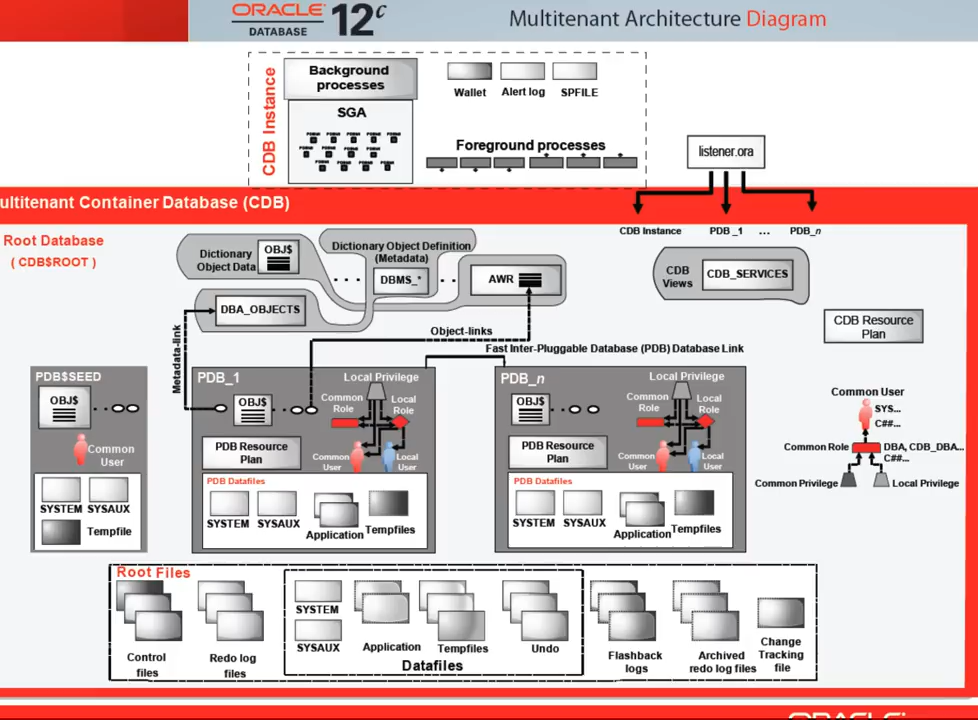 ORACLE
DATABASE 12c
Multitenant Architecture Diagram
CDB Instance
Background
processes
SGA
Wallet
Alert log
SPFILE
Foreground processes
listener.ora
ultitenant Container Database (CDB)
Root Database
( CDB$ROOT )
CDB Instance
PDB _1
...
PDB_n
Dictionary
Object Data
OBJ$
Dictionary Object Definition
(Metadata)
DBMS_*
AWR
DBA_OBJECTS
CDB
Views
CDB_SERVICES
CDB Resource
Plan
Metadata-link
Object-links
Fast Inter-Pluggable Database (PDB) Database Link
PDB$SEED
OBJ$
Common
User
SYSTEM
SYSAUX
Tempfile
PDB_1
OBJ$
Local Privilege
Common
Role
Local
Role
PDB Resource
Plan
Common
User
Local
User
PDB Datafiles
SYSTEM
SYSAUX
Application
Tempfiles
PDB_n
OBJ$
Local Privilege
Common
Role
Local
Role
PDB Resource
Plan
Common
User
Local
User
PDB Datafiles
SYSTEM
SYSAUX
Application
Tempfiles
Common User
SYS...
C##...
Common Role
DBA, CDB_DBA...
C##...
Common Privilege
Local Privilege
Root Files
Control
files
Redo log
files
SYSTEM
SYSAUX
Application
Tempfiles
Undo
Datafiles
Flashback
logs
Archived
redo log files
Change
Tracking
file
ORACLE